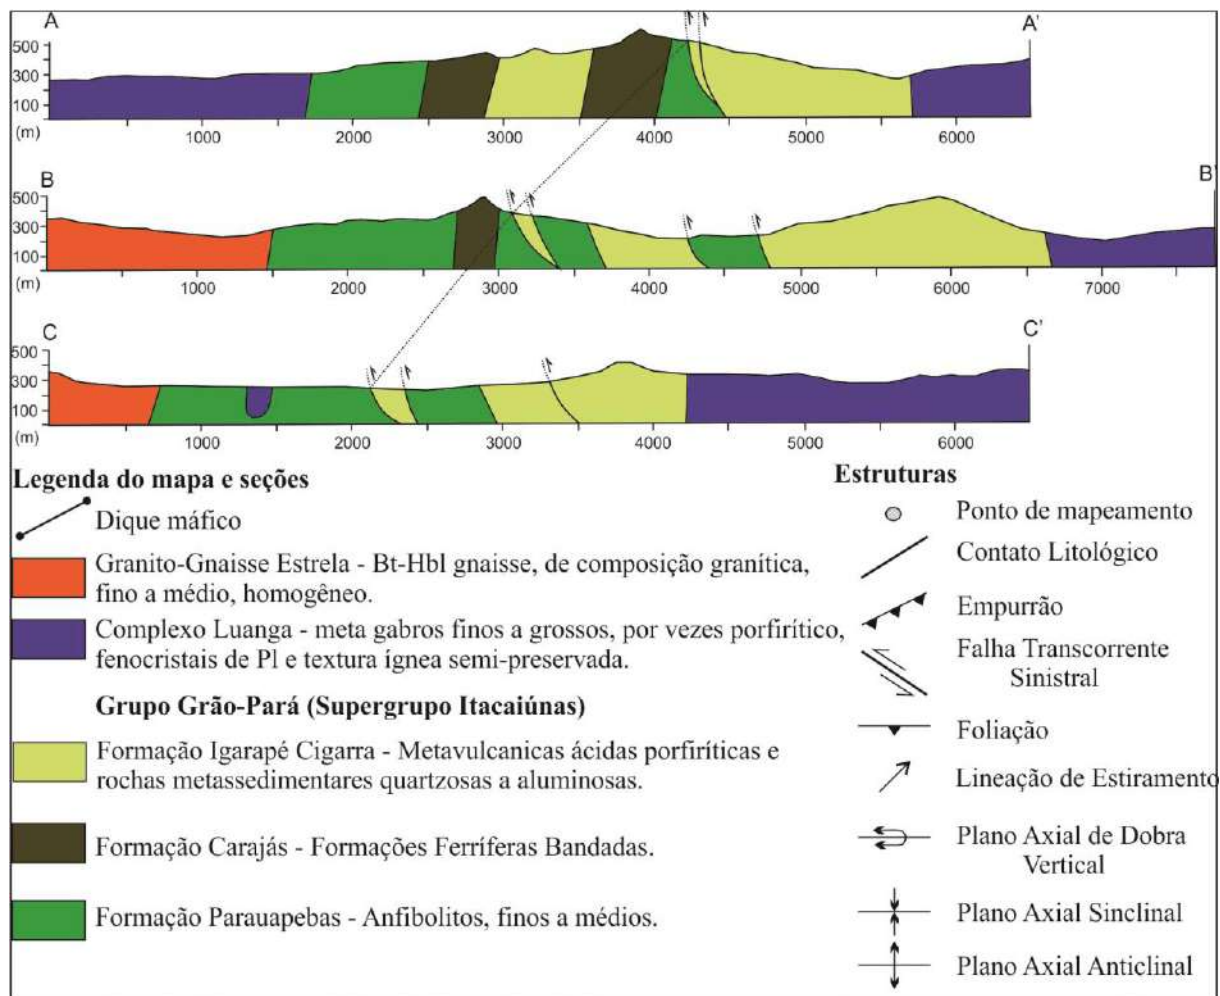 A
A'
500
300
100
(m)
1000
2000
3000
4000
5000
6000
B
B'
500
300
100
(m)
1000
2000
3000
4000
5000
6000
7000
C
C'
500
300
100
(m)
1000
2000
3000
4000
5000
6000
Legenda do mapa e seções
Dique máfico
Granito-Gnaisse Estrela - Bt-Hbl gnaisse, de composição granítica,
fino a médio, homogêneo.
Complexo Luanga - meta gabros finos a grossos, por vezes porfirítico,
fenocristais de Pl e textura ígnea semi-preservada.
Grupo Grão-Pará (Supergrupo Itacaiúnas)
Formação Igarapé Cigarra - Metavulcanicas ácidas porfiríticas e
rochas metassedimentares quartzosas a aluminosas.
Formação Carajás - Formações Ferríferas Bandadas.
Formação Parauapebas - Anfibolitos, finos a médios.
Estruturas
Ponto de mapeamento
Contato Litológico
Empurrão
Falha Transcorrente
Sinistral
Foliação
Lineação de Estiramento
Plano Axial de Dobra
Vertical
Plano Axial Sinclinal
Plano Axial Anticlinal